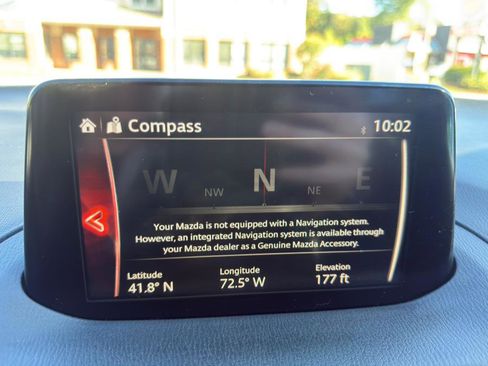 Compass
10:02
W NW N NE E
Your Mazda is not equipped with a Navigation system.
However, an integrated Navigation system is available through
your Mazda dealer as a Genuine Mazda Accessory.
Latitude Longitude Elevation
41.8° N 72.5° W 177 ft